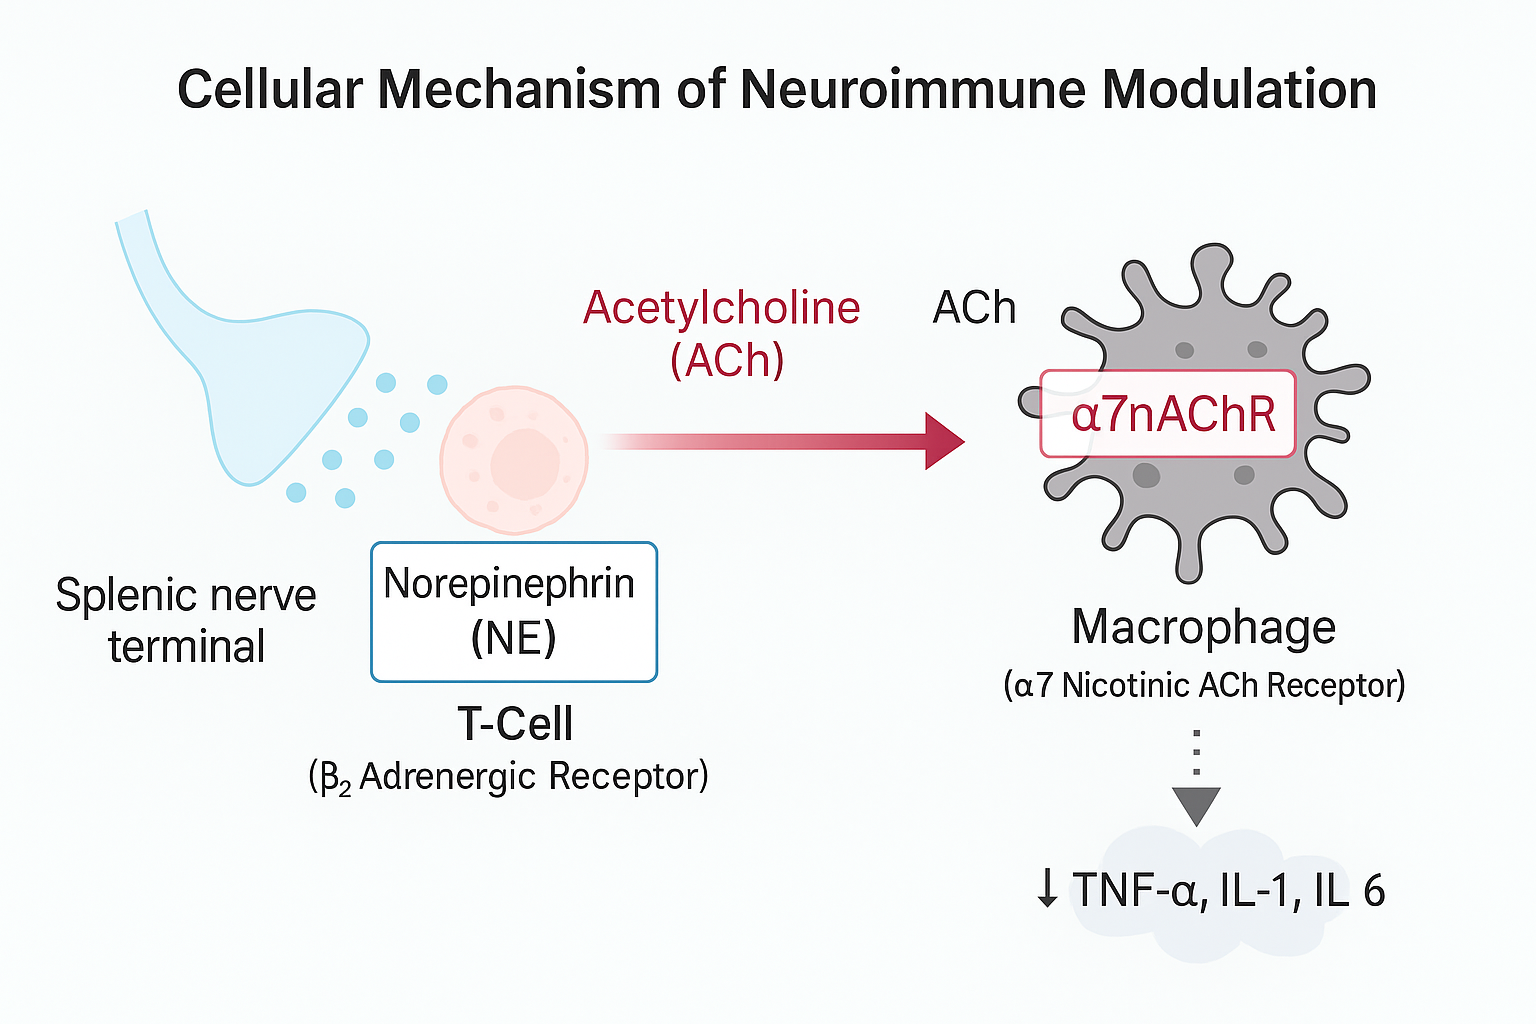 Cellular Mechanism of Neuroimmune Modulation
Acetylcholine
(ACh)
ACh
α7nAChR
Splenic nerve
terminal
Norepinephrin
(NE)
T-Cell
(β₂ Adrenergic Receptor)
Macrophage
(α7 Nicotinic ACh Receptor)
↓ TNF-α, IL-1, IL 6